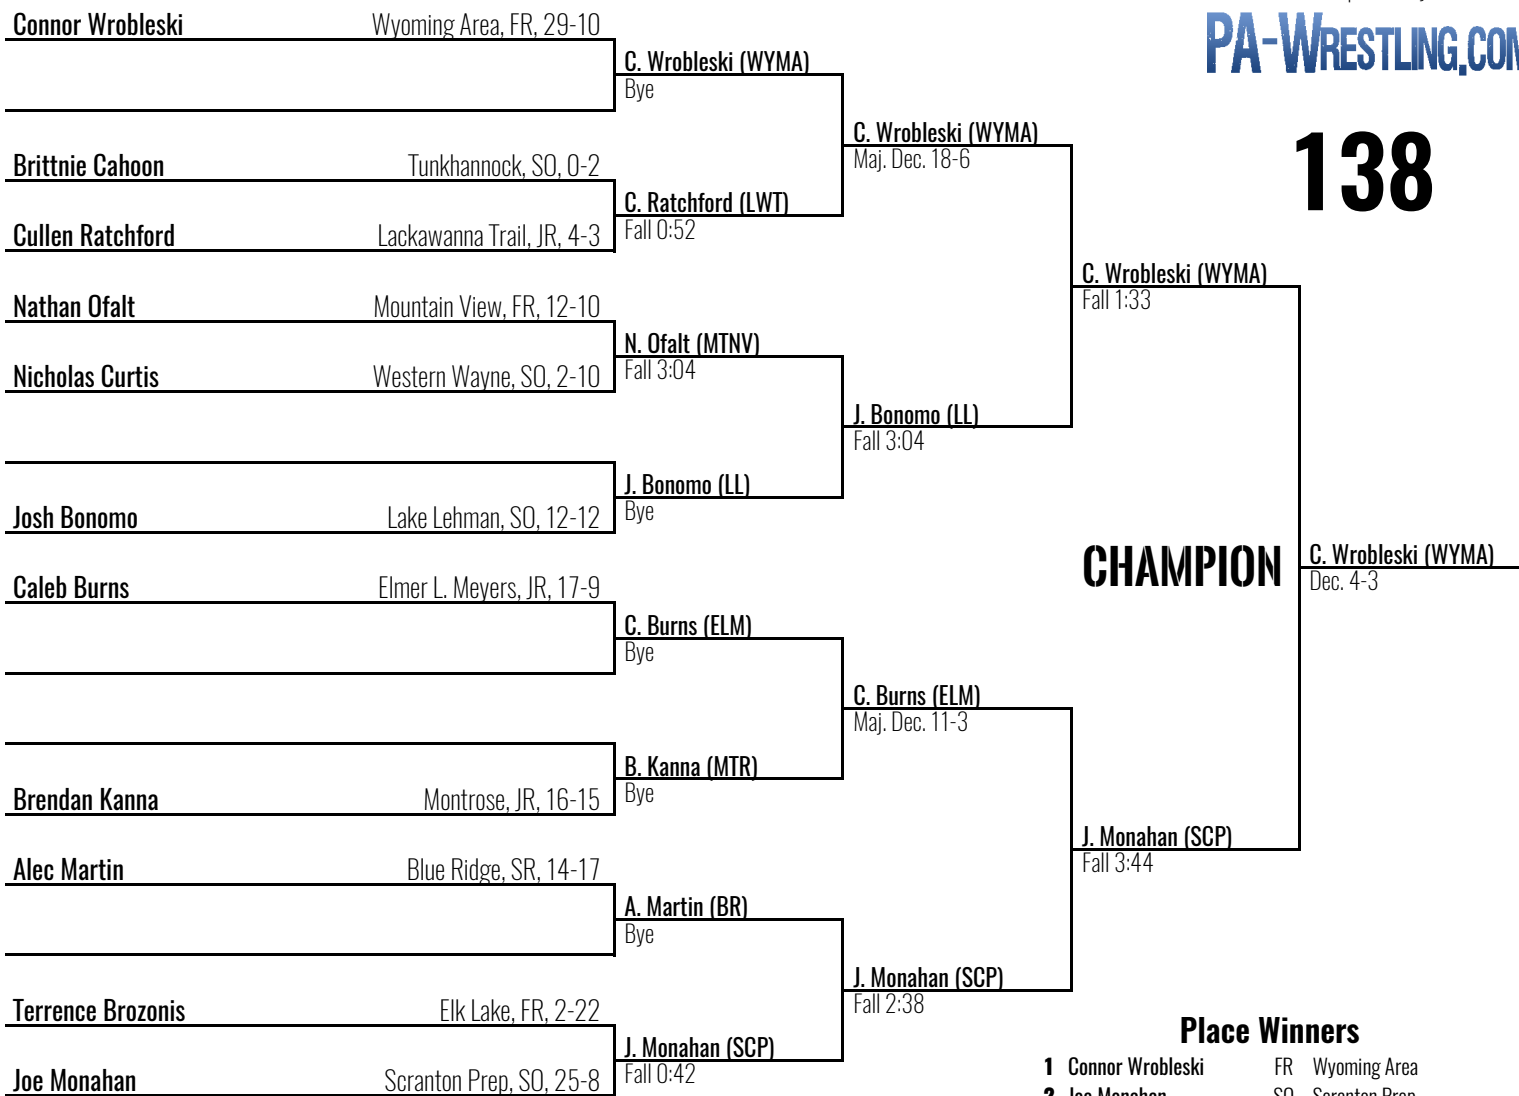 Connor Wrobleski Wyoming Area, FR, 29-10
C. Wrobleski (WYMA)
Bye
PA-WRESTLING.COM
C. Wrobleski (WYMA)
Maj. Dec. 18-6
138
Brittnie Cahoon Tunkhannock, SO, 0-2
C. Ratchford (LWT)
Fall 0:52
Cullen Ratchford Lackawanna Trail, JR, 4-3
C. Wrobleski (WYMA)
Fall 1:33
Nathan Ofalt Mountain View, FR, 12-10
N. Ofalt (MTNV)
Fall 3:04
Nicholas Curtis Western Wayne, SO, 2-10
J. Bonomo (LL)
Fall 3:04
J. Bonomo (LL)
Bye
Josh Bonomo Lake Lehman, SO, 12-12
CHAMPION
C. Wrobleski (WYMA)
Dec. 4-3
Caleb Burns Elmer L. Meyers, JR, 17-9
C. Burns (ELM)
Bye
C. Burns (ELM)
Maj. Dec. 11-3
B. Kanna (MTR)
Bye
Brendan Kanna Montrose, JR, 16-15
J. Monahan (SCP)
Fall 3:44
Alec Martin Blue Ridge, SR, 14-17
A. Martin (BR)
Bye
J. Monahan (SCP)
Fall 2:38
Terrence Brozonis Elk Lake, FR, 2-22
J. Monahan (SCP)
Fall 0:42
Joe Monahan Scranton Prep, SO, 25-8
Place Winners
1 Connor Wrobleski FR Wyoming Area
2 Joe Monahan SO Scranton Prep